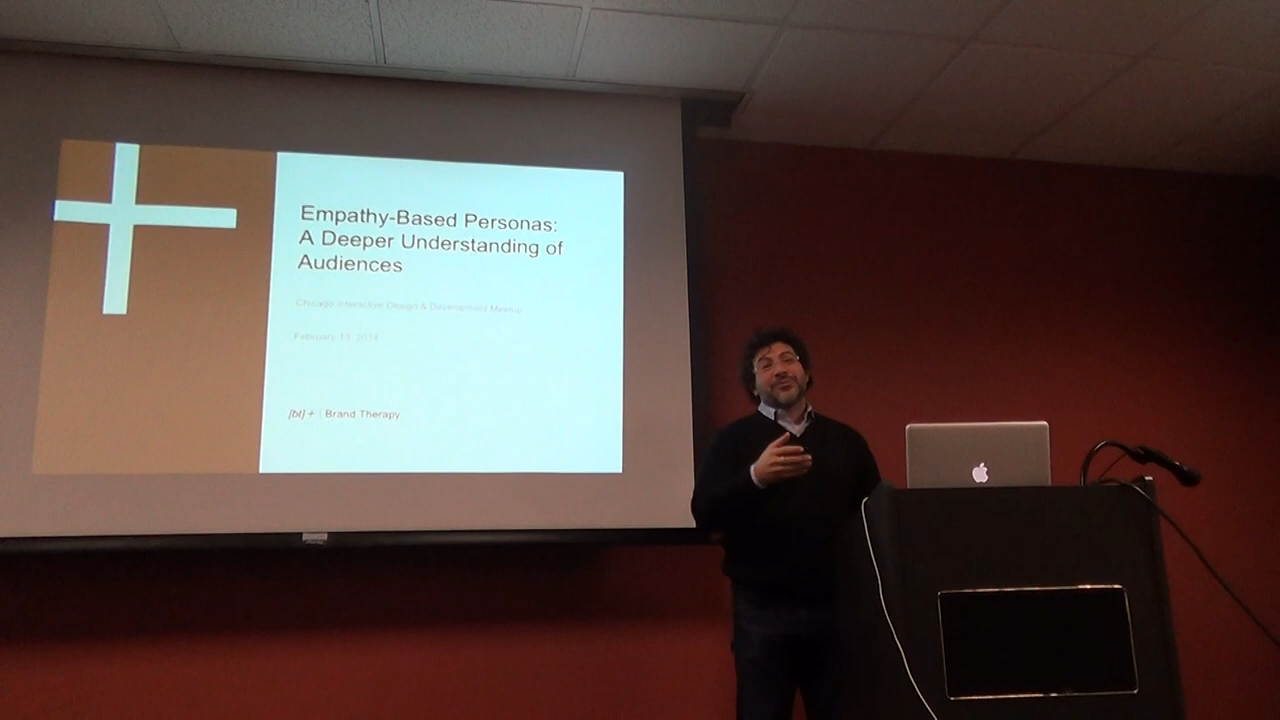 Empathy-Based Personas:
A Deeper Understanding of
Audiences
Chicago Interactive Design & Development Meetup
February 13, 2014
[bt]+ | Brand Therapy